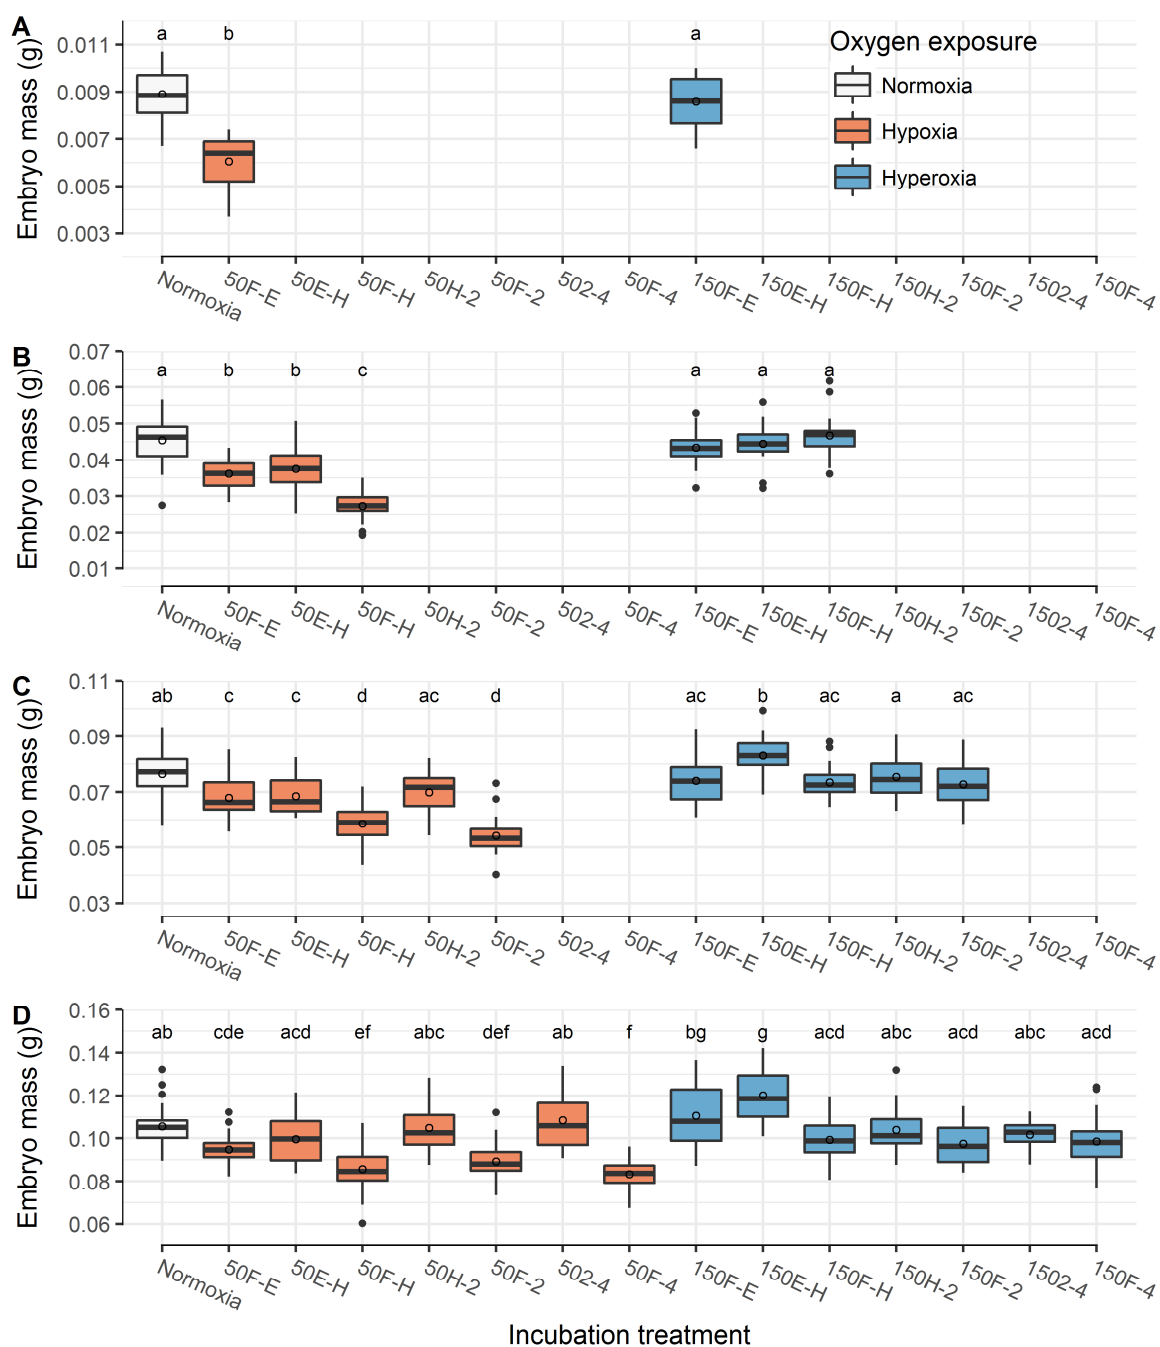 A
Embryo mass (g)
0.011
0.009
0.007
0.005
0.003
a b a
Oxygen exposure
Normoxia
Hypoxia
Hyperoxia
Normoxia 50F-E 50E-H 50F-H 50H-2 50F-2 502-4 50F-4 150F-E 150E-H 150F-H 150H-2 150F-2 1502-4 150F-4
B
Embryo mass (g)
0.07
0.06
0.05
0.04
0.03
0.02
0.01
a b b c a a a
Normoxia 50F-E 50E-H 50F-H 50H-2 50F-2 502-4 50F-4 150F-E 150E-H 150F-H 150H-2 150F-2 1502-4 150F-4
C
Embryo mass (g)
0.11
0.09
0.07
0.05
0.03
ab c c d ac d ac b ac a ac
Normoxia 50F-E 50E-H 50F-H 50H-2 50F-2 502-4 50F-4 150F-E 150E-H 150F-H 150H-2 150F-2 1502-4 150F-4
D
Embryo mass (g)
0.16
0.14
0.12
0.10
0.08
0.06
ab cde acd ef abc def ab f bg g acd abc acd abc acd
Normoxia 50F-E 50E-H 50F-H 50H-2 50F-2 502-4 50F-4 150F-E 150E-H 150F-H 150H-2 150F-2 1502-4 150F-4
Incubation treatment